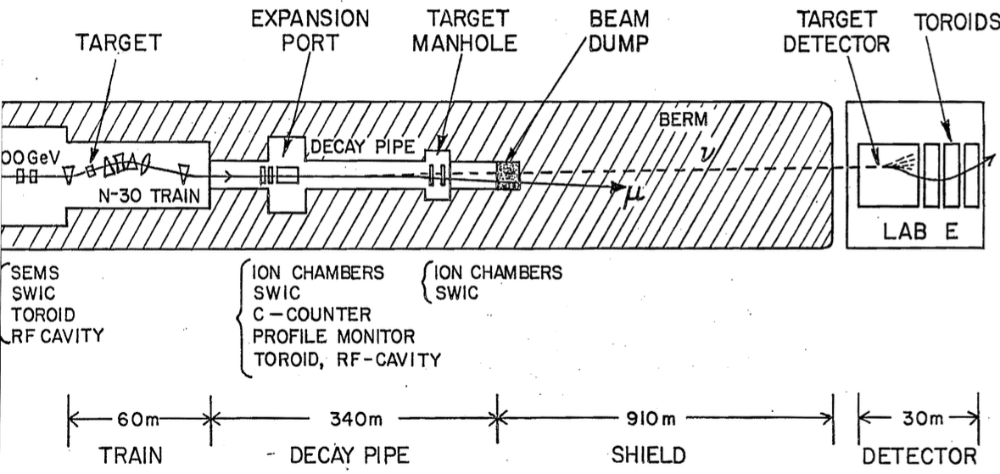 TARGET
EXPANSION
PORT
TARGET
MANHOLE
BEAM
DUMP
TARGET
DETECTOR
TOROIDS
00 GeV
N-30 TRAIN
DECAY PIPE
BERM
ν
μ
LAB E
SEMS
SWIC
TOROID
RF CAVITY
ION CHAMBERS
SWIC
C-COUNTER
PROFILE MONITOR
TOROID, RF-CAVITY
ION CHAMBERS
SWIC
60m
340m
910m
30m
TRAIN
- DECAY PIPE
SHIELD
DETECTOR